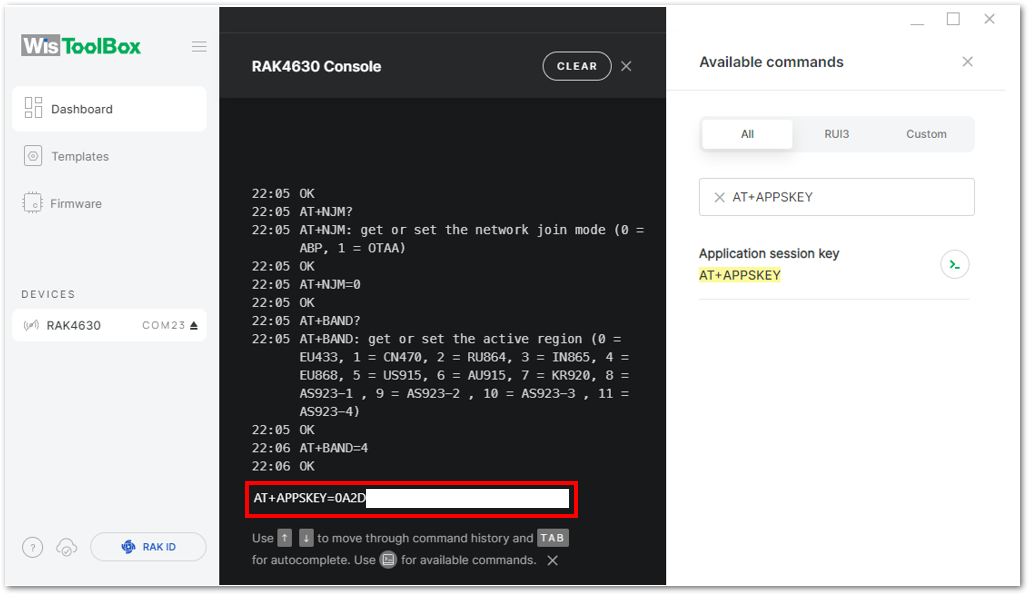 WisToolBox
Dashboard
Templates
Firmware
DEVICES
RAK4630 COM23
?
RAK ID
RAK4630 Console
CLEAR
22:05 OK
22:05 AT+NJM?
22:05 AT+NJM: get or set the network join mode (0 =
ABP, 1 = OTAA)
22:05 OK
22:05 AT+NJM=0
22:05 OK
22:05 AT+BAND?
22:05 AT+BAND: get or set the active region (0 =
EU433, 1 = CN470, 2 = RU864, 3 = IN865, 4 =
EU868, 5 = US915, 6 = AU915, 7 = KR920, 8 =
AS923-1 , 9 = AS923-2 , 10 = AS923-3 , 11 =
AS923-4)
22:05 OK
22:06 AT+BAND=4
22:06 OK
AT+APPSKEY=0A2D
Use ↑ ↓ to move through command history and TAB
for autocomplete. Use for available commands.
Available commands
All RUI3 Custom
AT+APPSKEY
Application session key
AT+APPSKEY